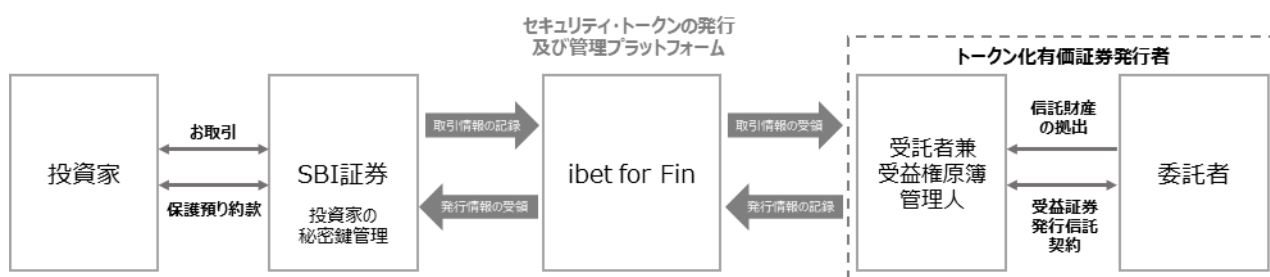 セキュリティ・トークンの発行
及び管理プラットフォーム
トークン化有価証券発行者
投資家
お取引
保護預り約款
SBI証券
投資家の
秘密鍵管理
取引情報の記録
発行情報の受領
ibet for Fin
取引情報の受領
発行情報の記録
受託者兼
受益権原簿
管理人
信託財産
の拠出
受益証券
発行信託
契約
委託者